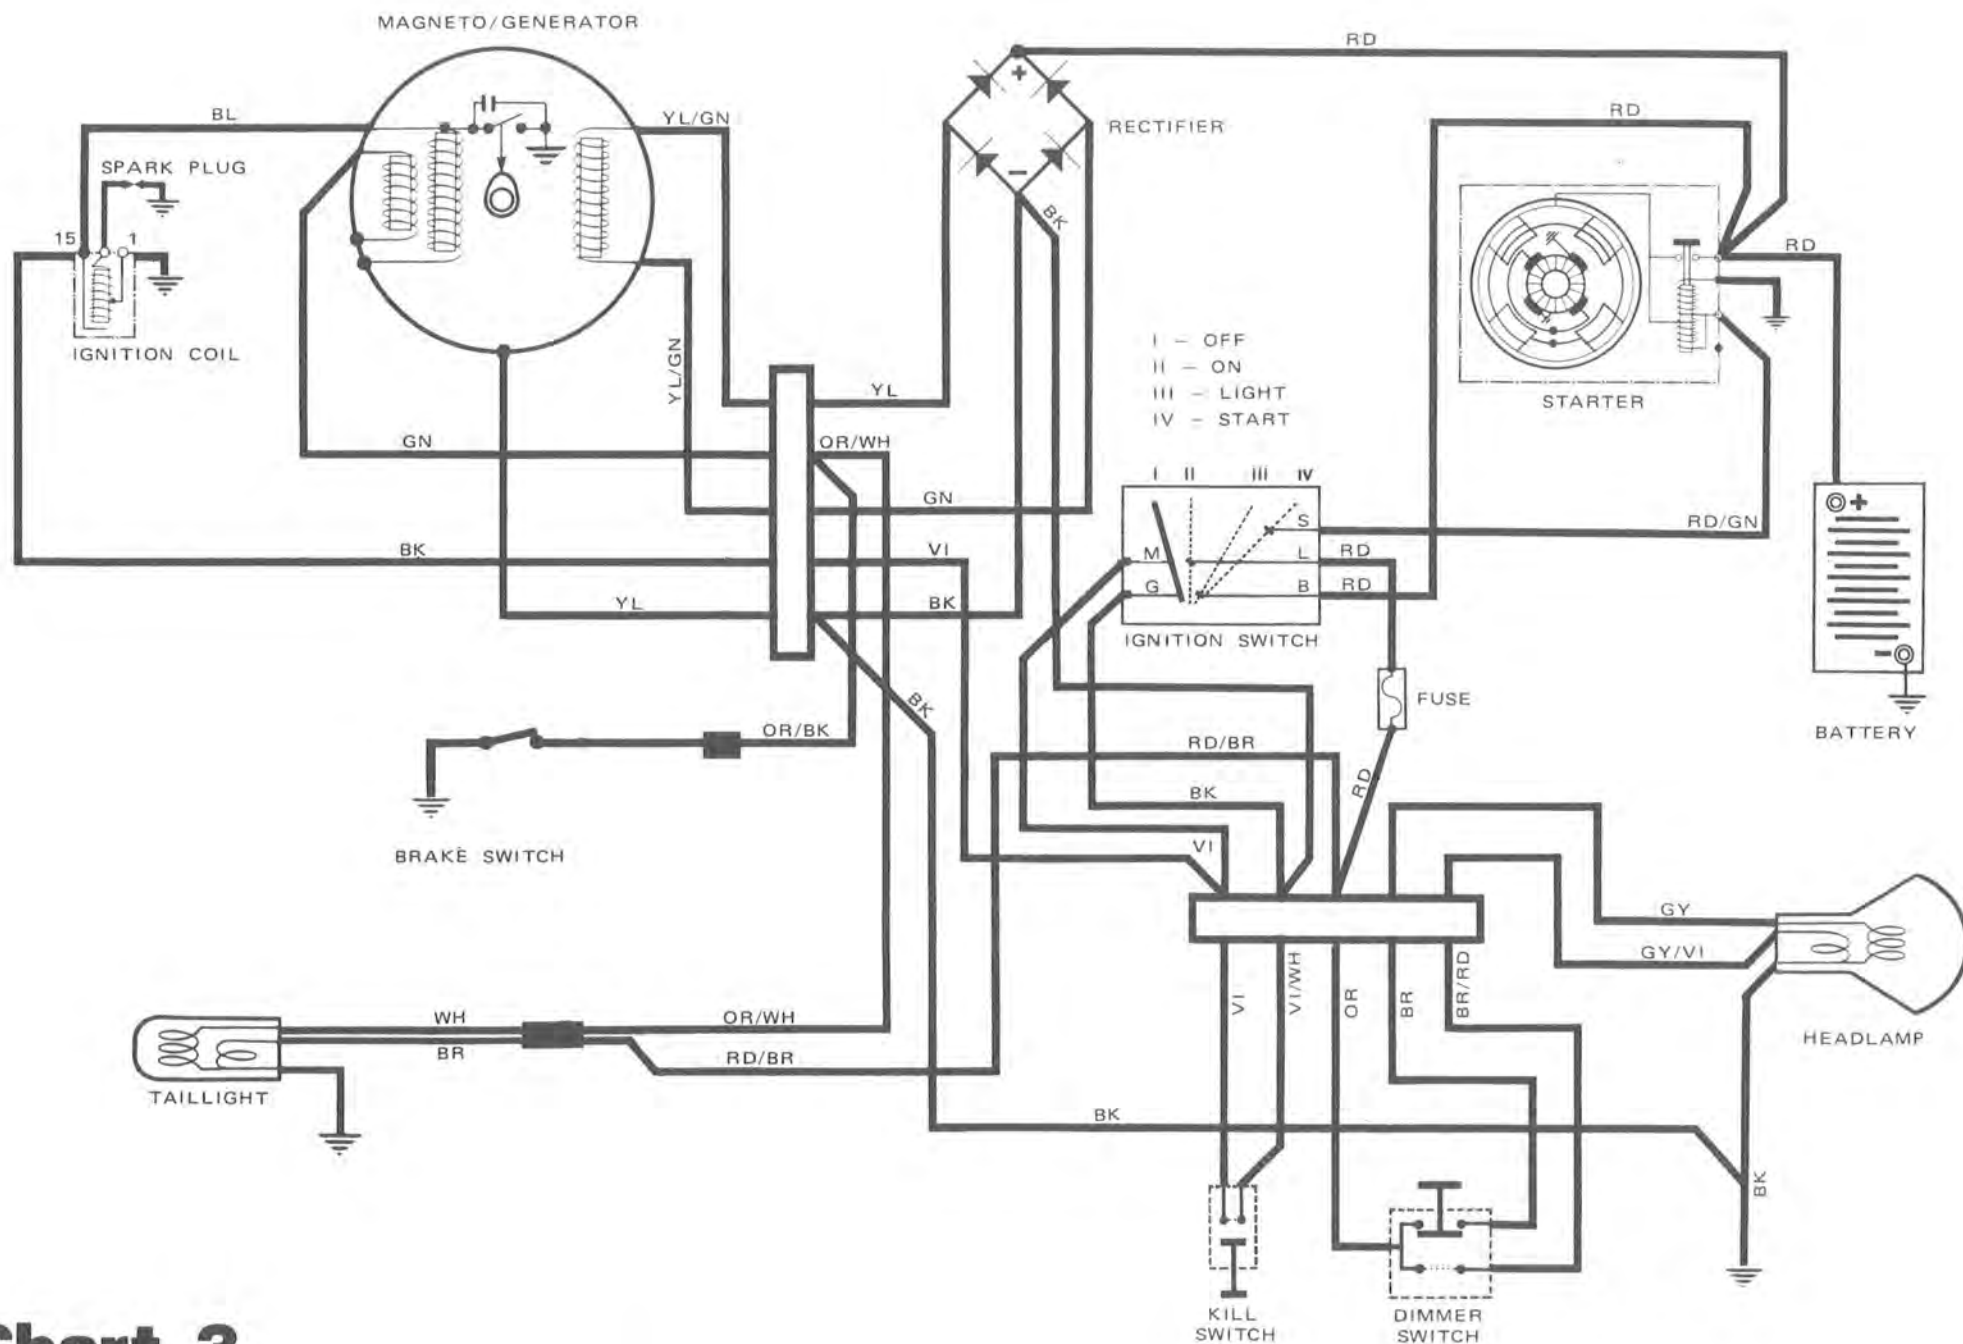 MAGNETO/GENERATOR
RD
BL
YL/GN
+
RECTIFIER
RD
SPARK PLUG
−
BK
15
1
RD
IGNITION COIL
YL/GN
I – OFF
II – ON
III – LIGHT
IV – START
STARTER
YL
GN
OR/WH
I II III IV
GN
S
RD/GN
+
BK
VI
M
L
RD
G
B
RD
YL
BK
IGNITION SWITCH
−
BK
FUSE
OR/BK
BATTERY
RD/BR
RD
BK
BRAKE SWITCH
VI
GY
GY/VI
VI
VI/WH
OR
BR
BR/RD
WH
OR/WH
HEADLAMP
BR
RD/BR
TAILLIGHT
BK
BK
KILL
SWITCH
DIMMER
SWITCH
Chart 3